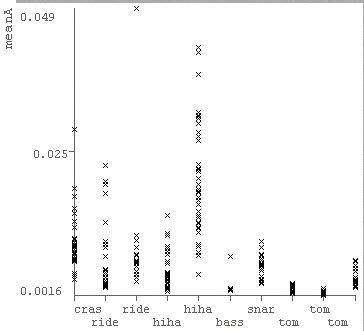 meanA
0.049
0.025
0.0016
cras ride hiha snar tom
ride hiha bass tom tom